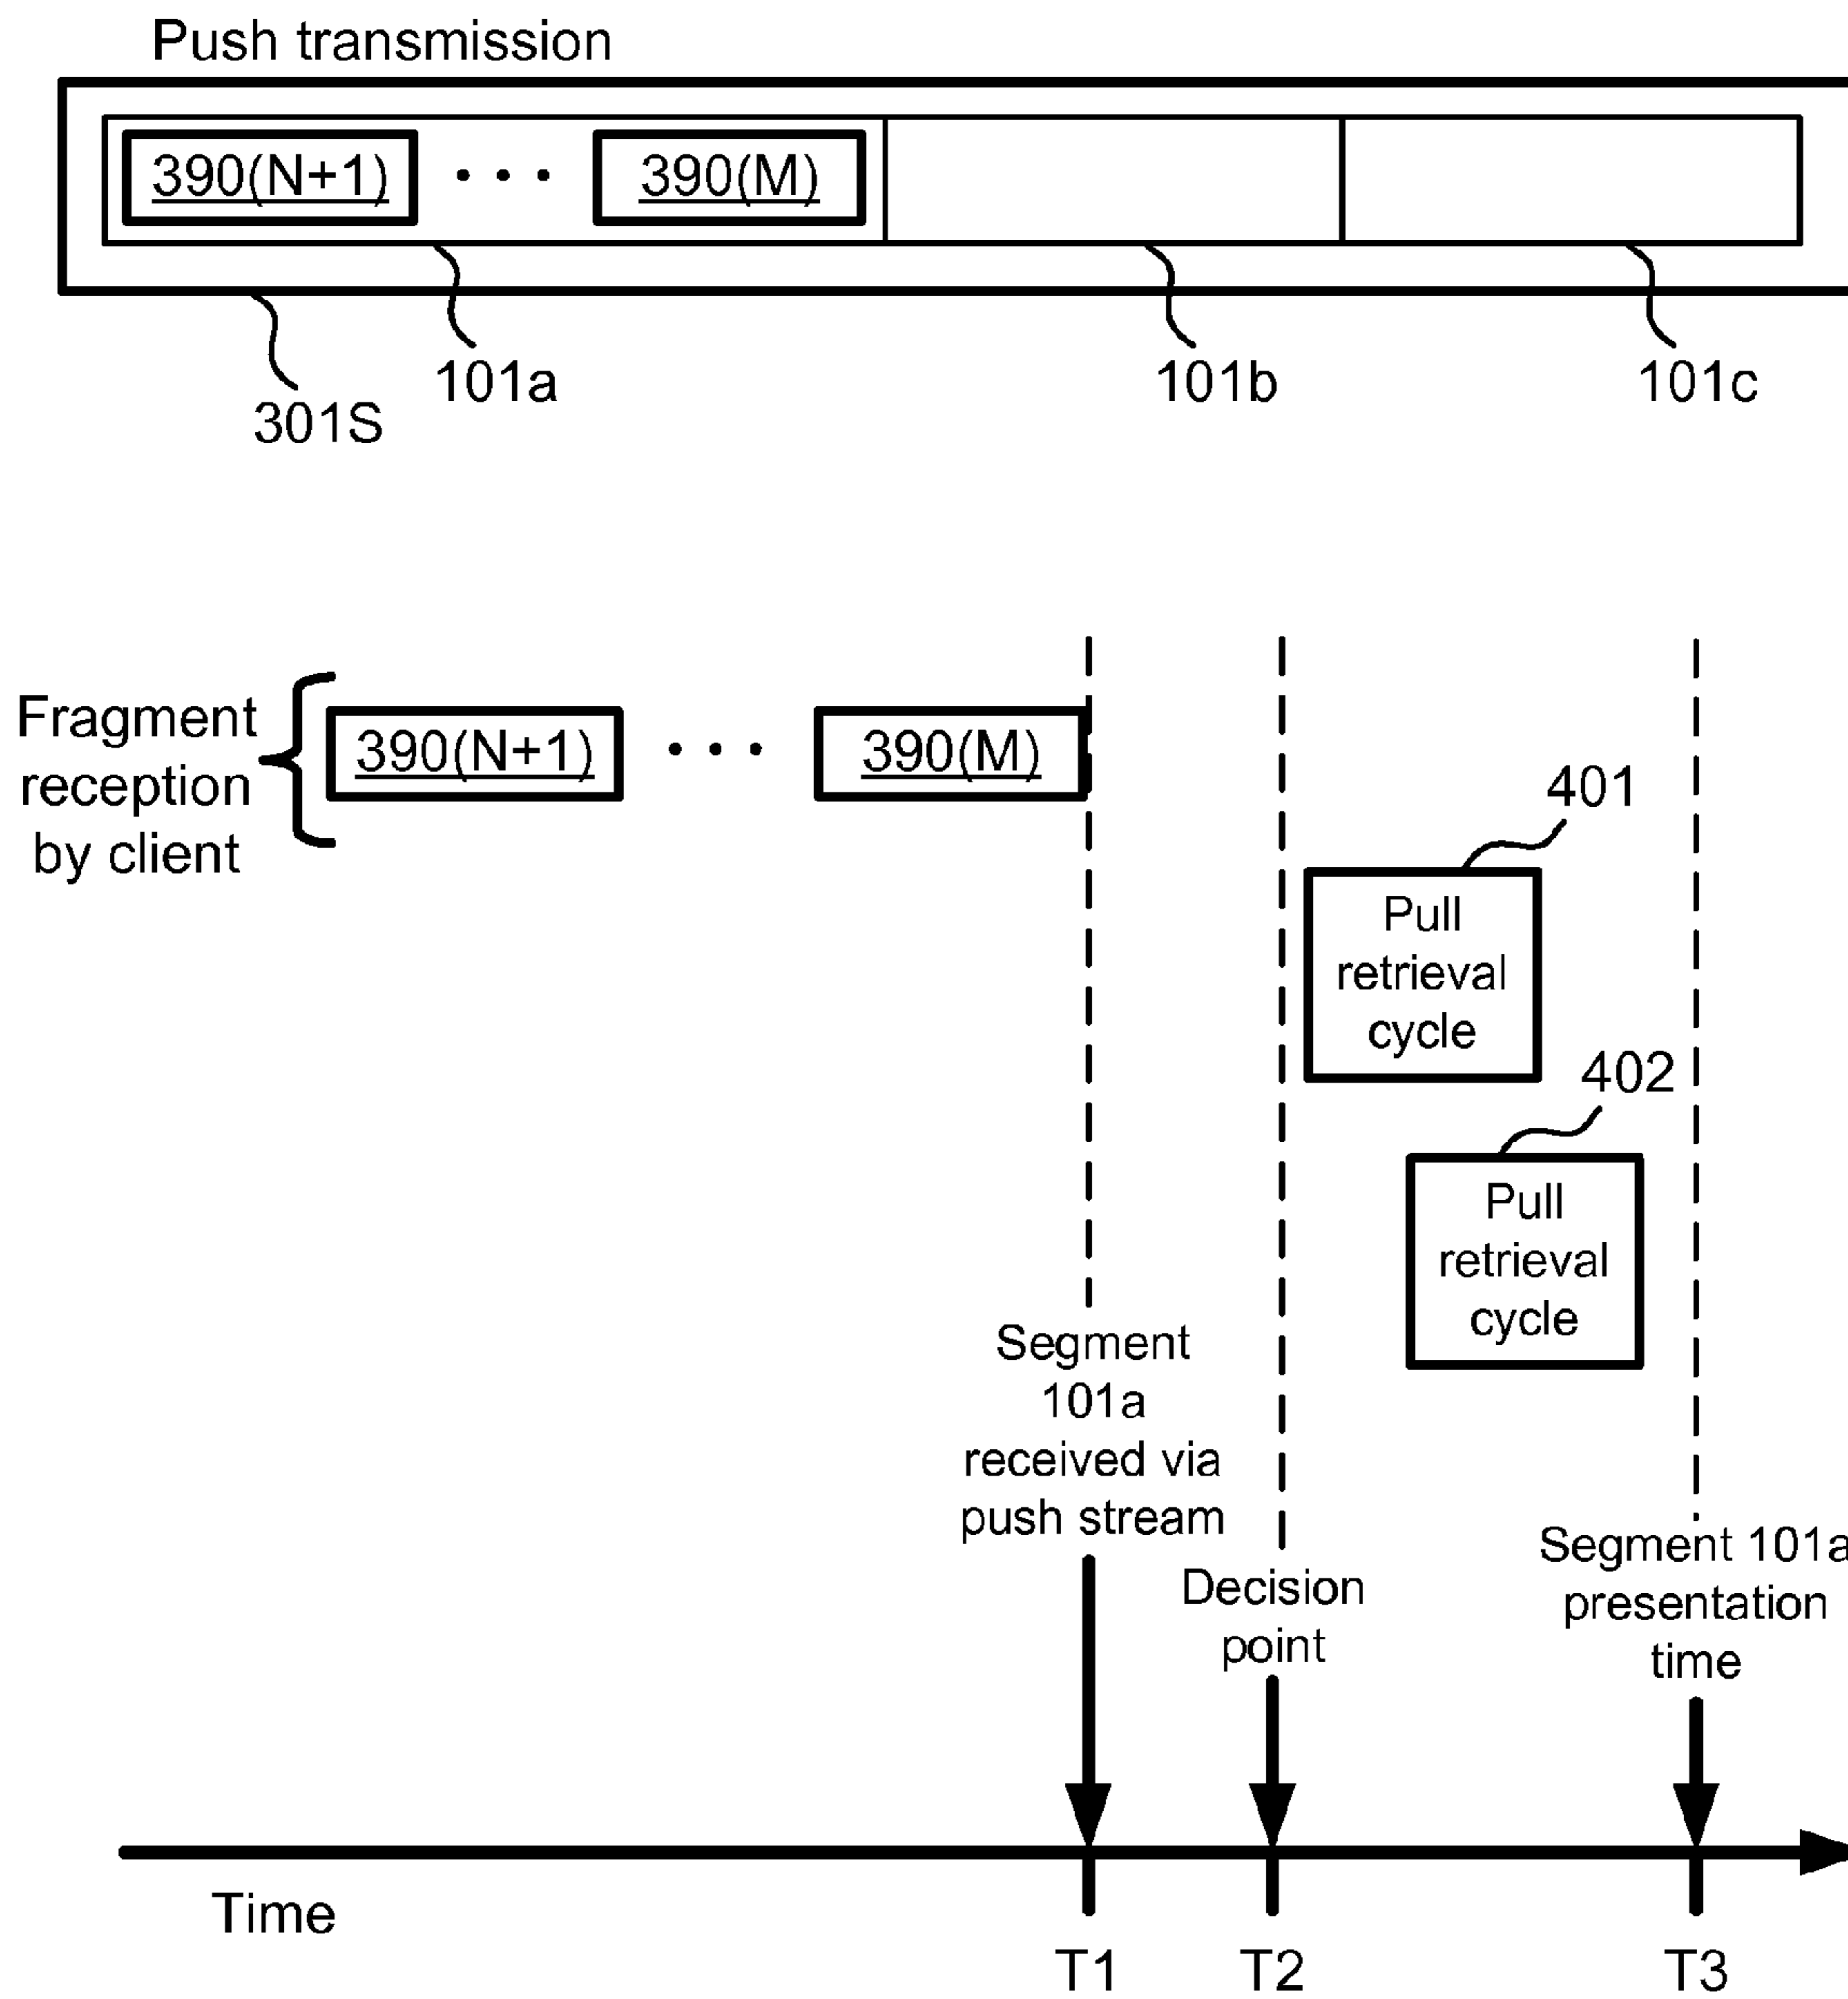 Push transmission
390(N+1) . . . 390(M)
101a
101b
101c
301S
Fragment
reception
by client
390(N+1) . . . 390(M)
401
Pull
retrieval
cycle
402
Pull
retrieval
cycle
Segment
101a
received via
push stream
Decision
point
Segment 101a
presentation
time
Time
T1
T2
T3